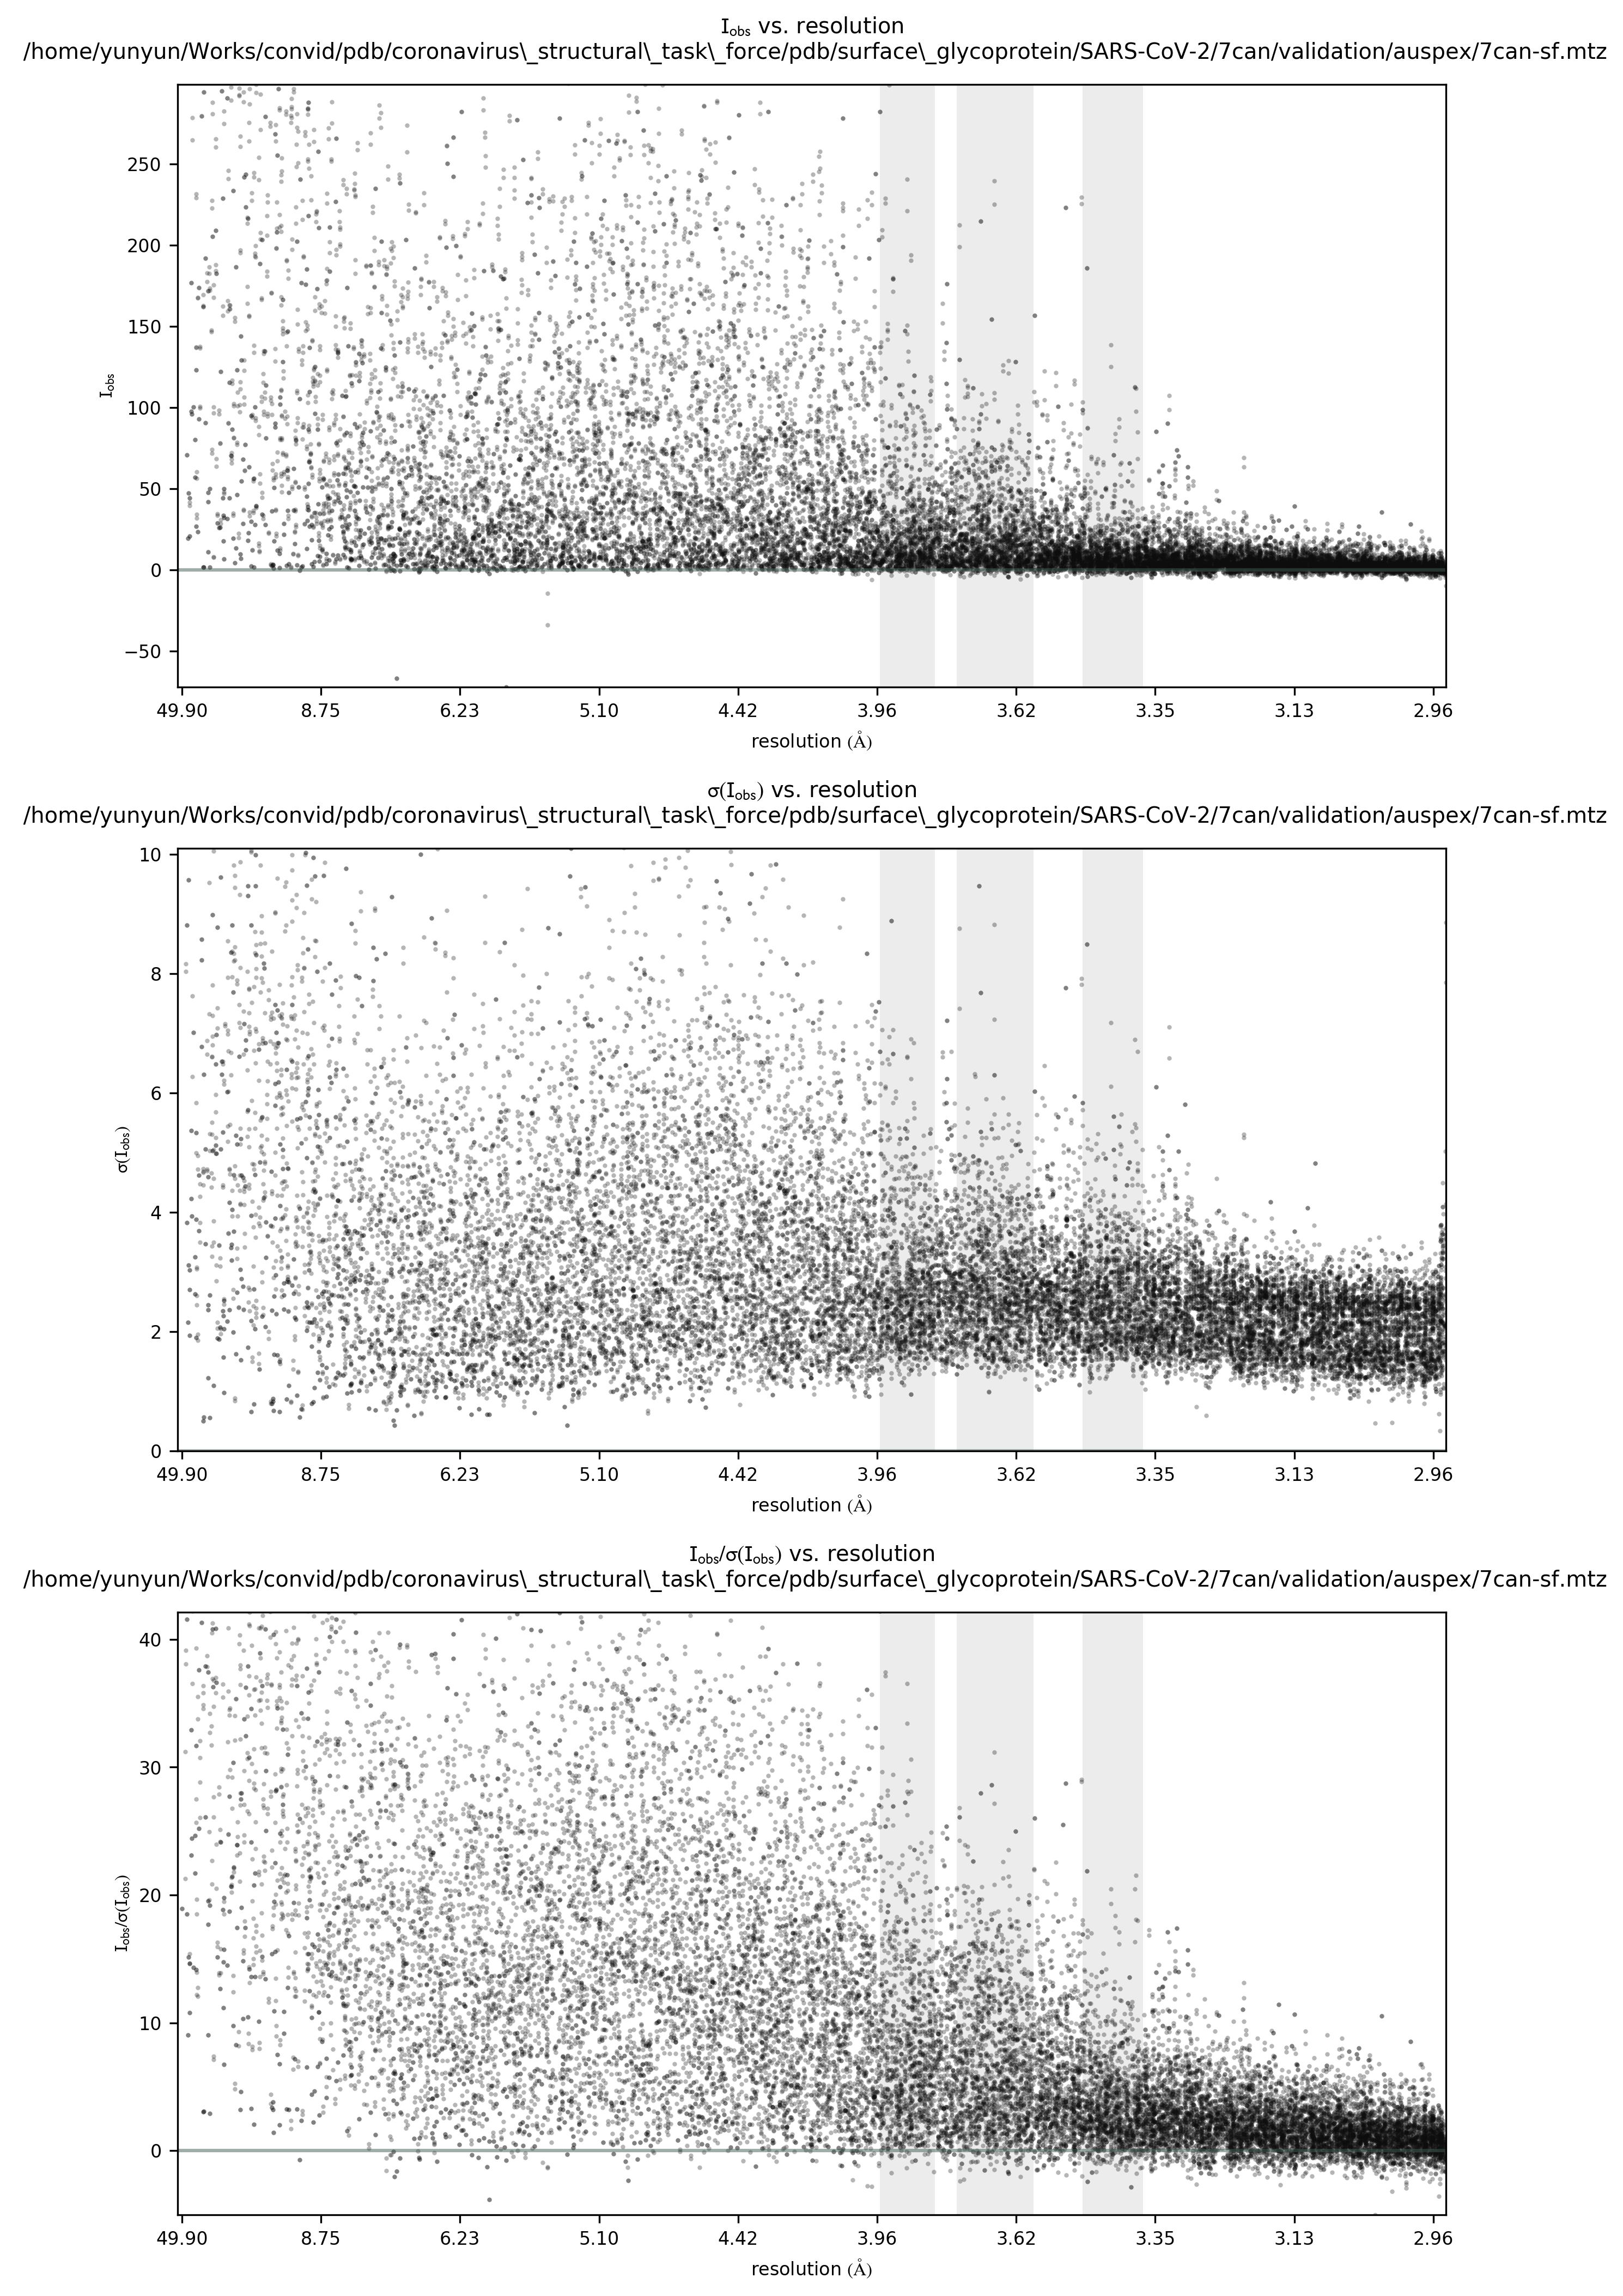 Iobs vs. resolution
/home/yunyun/Works/convid/pdb/coronavirus\_structural\_task\_force/pdb/surface\_glycoprotein/SARS-CoV-2/7can/validation/auspex/7can-sf.mtz
250
200
150
100
50
0
−50
Iobs
49.90 8.75 6.23 5.10 4.42 3.96 3.62 3.35 3.13 2.96
resolution (Å)
σ(Iobs) vs. resolution
/home/yunyun/Works/convid/pdb/coronavirus\_structural\_task\_force/pdb/surface\_glycoprotein/SARS-CoV-2/7can/validation/auspex/7can-sf.mtz
10
8
6
4
2
0
σ(Iobs)
49.90 8.75 6.23 5.10 4.42 3.96 3.62 3.35 3.13 2.96
resolution (Å)
Iobs/σ(Iobs) vs. resolution
/home/yunyun/Works/convid/pdb/coronavirus\_structural\_task\_force/pdb/surface\_glycoprotein/SARS-CoV-2/7can/validation/auspex/7can-sf.mtz
40
30
20
10
0
Iobs/σ(Iobs)
49.90 8.75 6.23 5.10 4.42 3.96 3.62 3.35 3.13 2.96
resolution (Å)